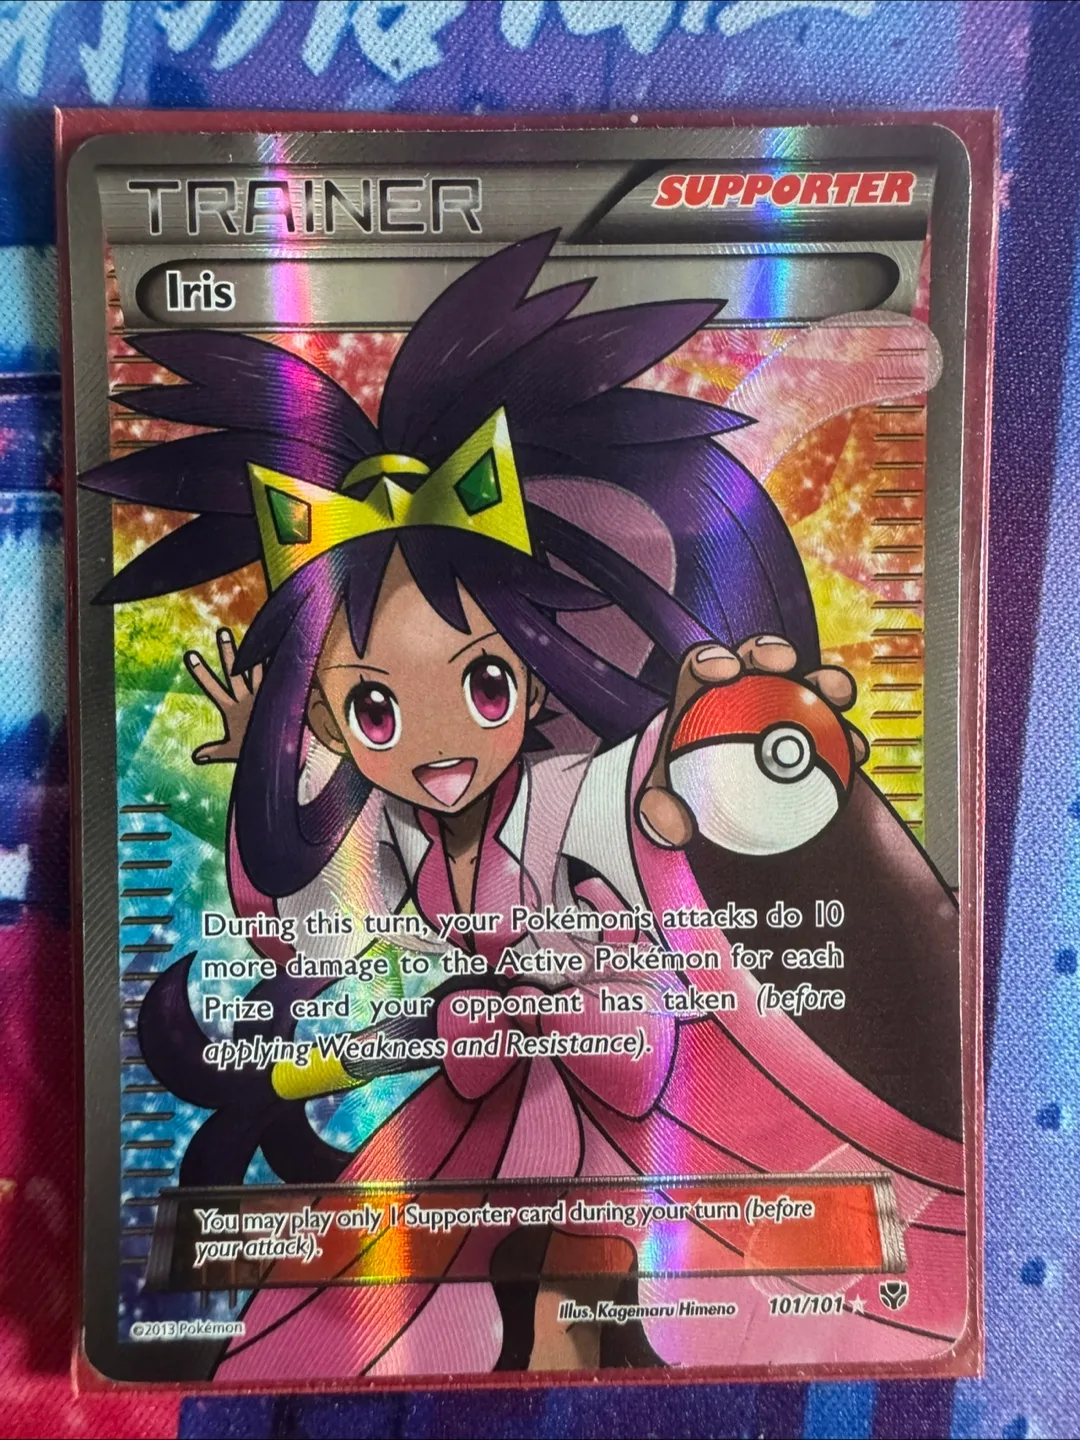 TRAINER
SUPPORTER
Iris
During this turn, your Pokémon's attacks do 10
more damage to the Active Pokémon for each
Prize card your opponent has taken (before
applying Weakness and Resistance).
You may play only 1 Supporter card during your turn (before
your attack).
Illus. Kagemaru Himeno 101/101
©2013 Pokémon